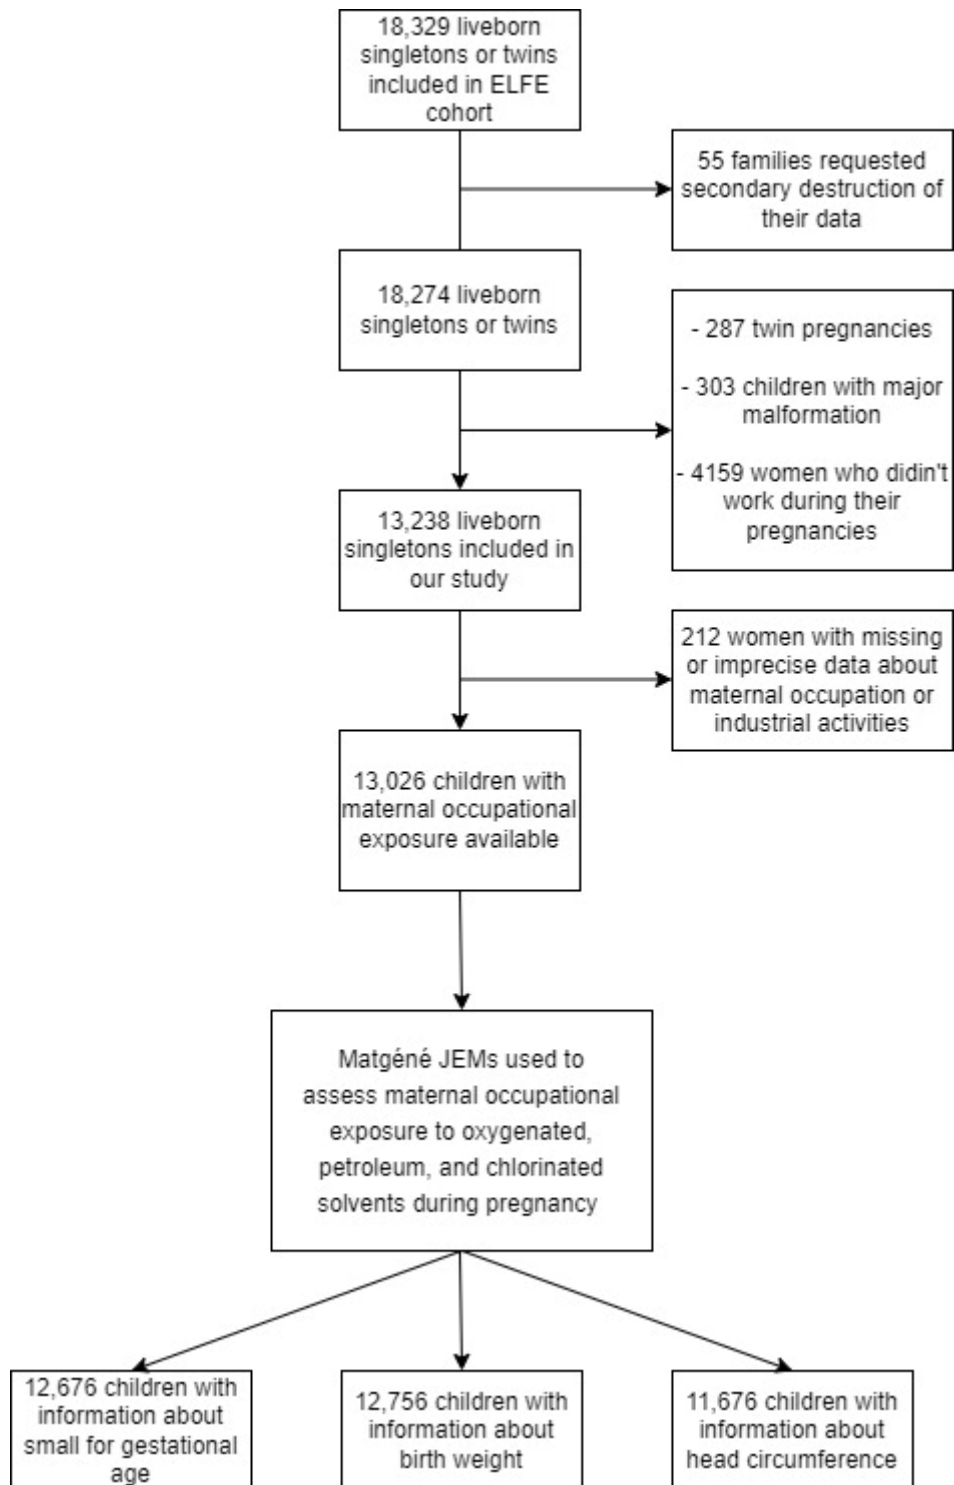 18,329 liveborn
singletons or twins
included in ELFE
cohort
55 families requested
secondary destruction of
their data
18,274 liveborn
singletons or twins
- 287 twin pregnancies
- 303 children with major
malformation
- 4159 women who didin't
work during their
pregnancies
13,238 liveborn
singletons included in
our study
212 women with missing
or imprecise data about
maternal occupation or
industrial activities
13,026 children with
maternal occupational
exposure available
Matgéné JEMs used to
assess maternal occupational
exposure to oxygenated,
petroleum, and chlorinated
solvents during pregnancy
12,676 children with
information about
small for gestational
age
12,756 children with
information about
birth weight
11,676 children with
information about
head circumference